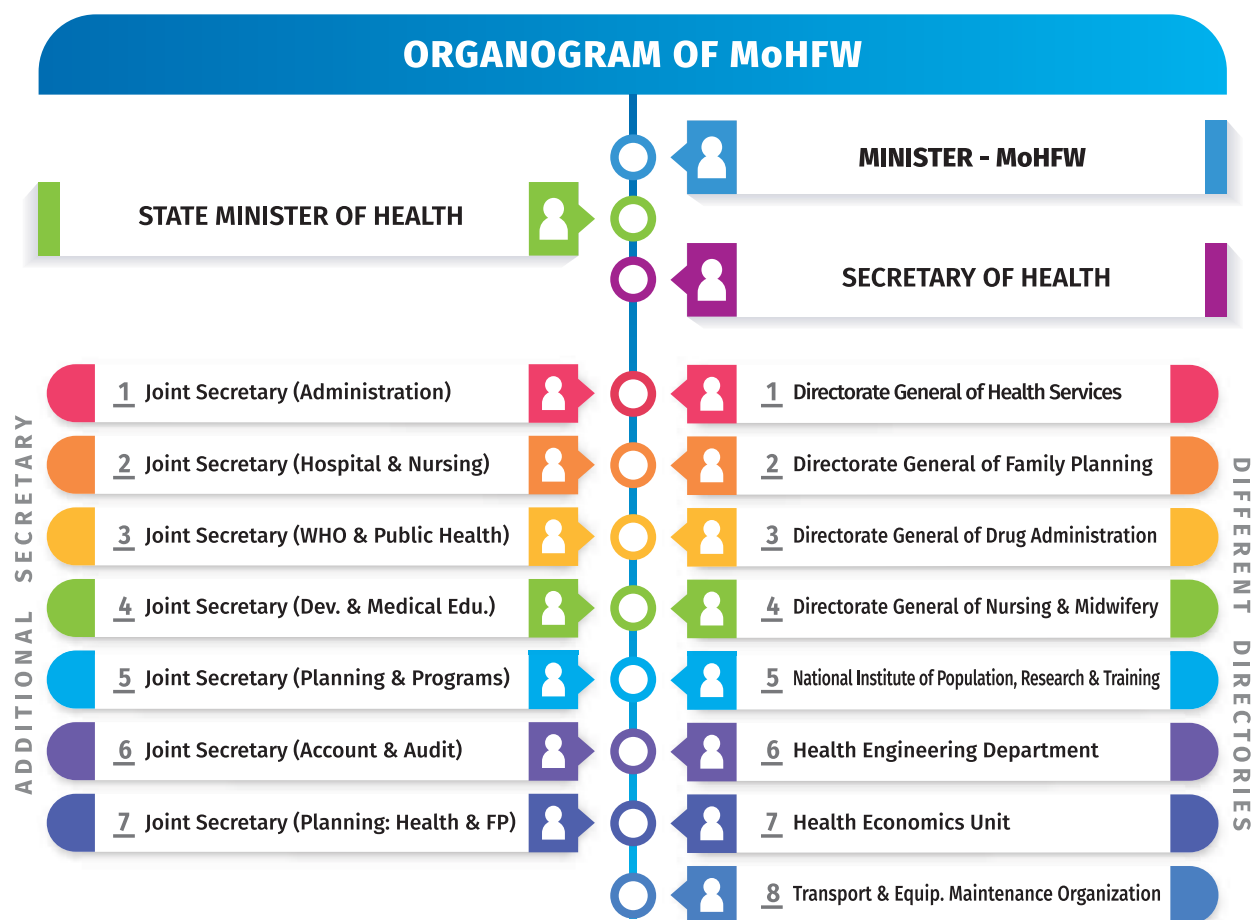 ORGANOGRAM OF MoHFW
MINISTER - MoHFW
STATE MINISTER OF HEALTH
SECRETARY OF HEALTH
ADDITIONAL SECRETARY
1 Joint Secretary (Administration)
2 Joint Secretary (Hospital & Nursing)
3 Joint Secretary (WHO & Public Health)
4 Joint Secretary (Dev. & Medical Edu.)
5 Joint Secretary (Planning & Programs)
6 Joint Secretary (Account & Audit)
7 Joint Secretary (Planning: Health & FP)
DIFFERENT DIRECTORIES
1 Directorate General of Health Services
2 Directorate General of Family Planning
3 Directorate General of Drug Administration
4 Directorate General of Nursing & Midwifery
5 National Institute of Population, Research & Training
6 Health Engineering Department
7 Health Economics Unit
8 Transport & Equip. Maintenance Organization